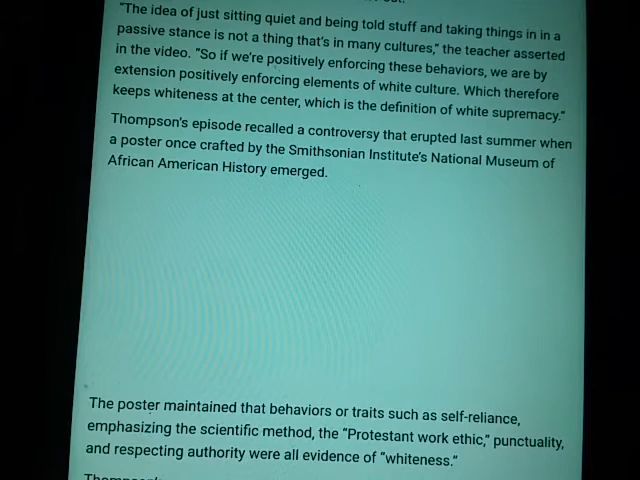 "The idea of just sitting quiet and being told stuff and taking things in in a
passive stance is not a thing that's in many cultures," the teacher asserted
in the video. "So if we're positively enforcing these behaviors, we are by
extension positively enforcing elements of white culture. Which therefore
keeps whiteness at the center, which is the definition of white supremacy."
Thompson's episode recalled a controversy that erupted last summer when
a poster once crafted by the Smithsonian Institute's National Museum of
African American History emerged.
The poster maintained that behaviors or traits such as self-reliance,
emphasizing the scientific method, the "Protestant work ethic," punctuality,
and respecting authority were all evidence of "whiteness."